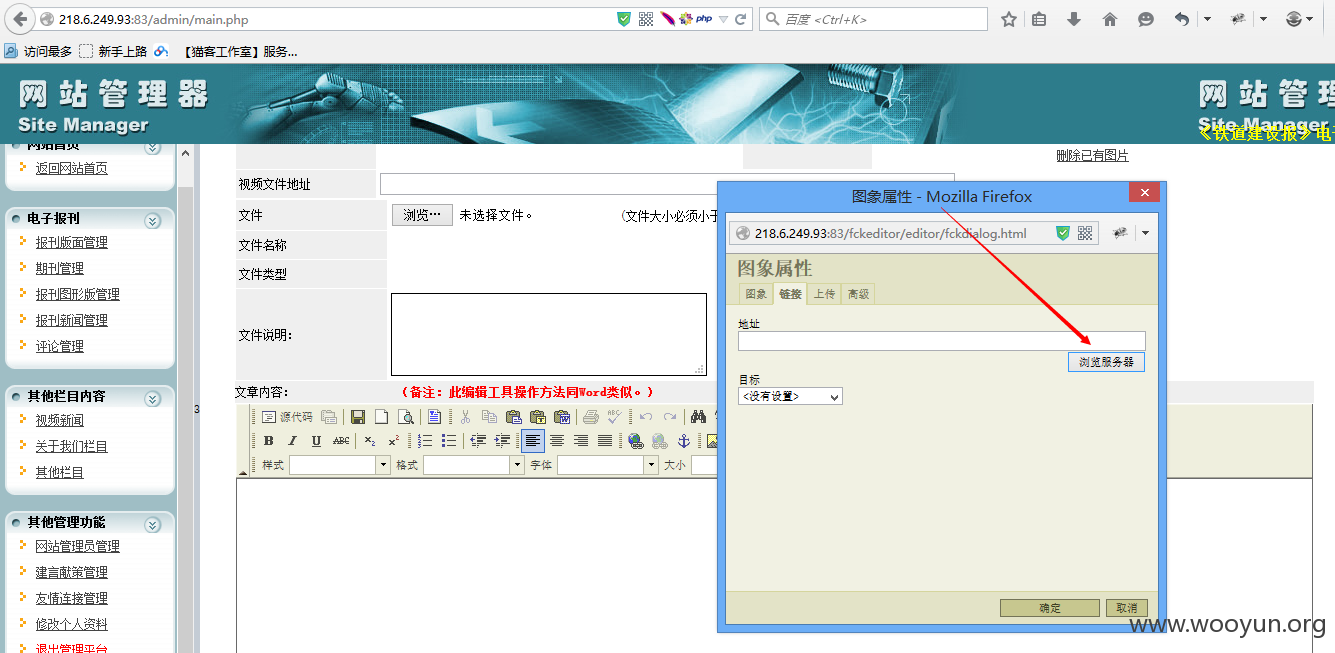 218.6.249.93:83/admin/main.php
php
百度 <Ctrl+K>
访问最多
新手上路
【猫客工作室】服务...
网站管理器
Site Manager
网站管理
Site Manager
《铁道建设报》电子
网站首页
返回网站首页
电子报刊
报刊版面管理
期刊管理
报刊图形版管理
报刊新闻管理
评论管理
其他栏目内容
视频新闻
关于我们栏目
其他栏目
其他管理功能
网站管理员管理
建言献策管理
友情连接管理
修改个人资料
退出管理平台
3
删除已有图片
视频文件地址
文件
浏览…
未选择文件。
(文件大小必须小于
文件名称
文件类型
文件说明:
文章内容:
(备注：此编辑工具操作方法同Word类似。)
源代码
B I U ABC x₂ x²
样式
格式
字体
大小
图象属性 - Mozilla Firefox
218.6.249.93:83/fckeditor/editor/fckdialog.html
图象属性
图象
链接
上传
高级
地址
浏览服务器
目标
<没有设置>
确定
取消
www.wooyun.org